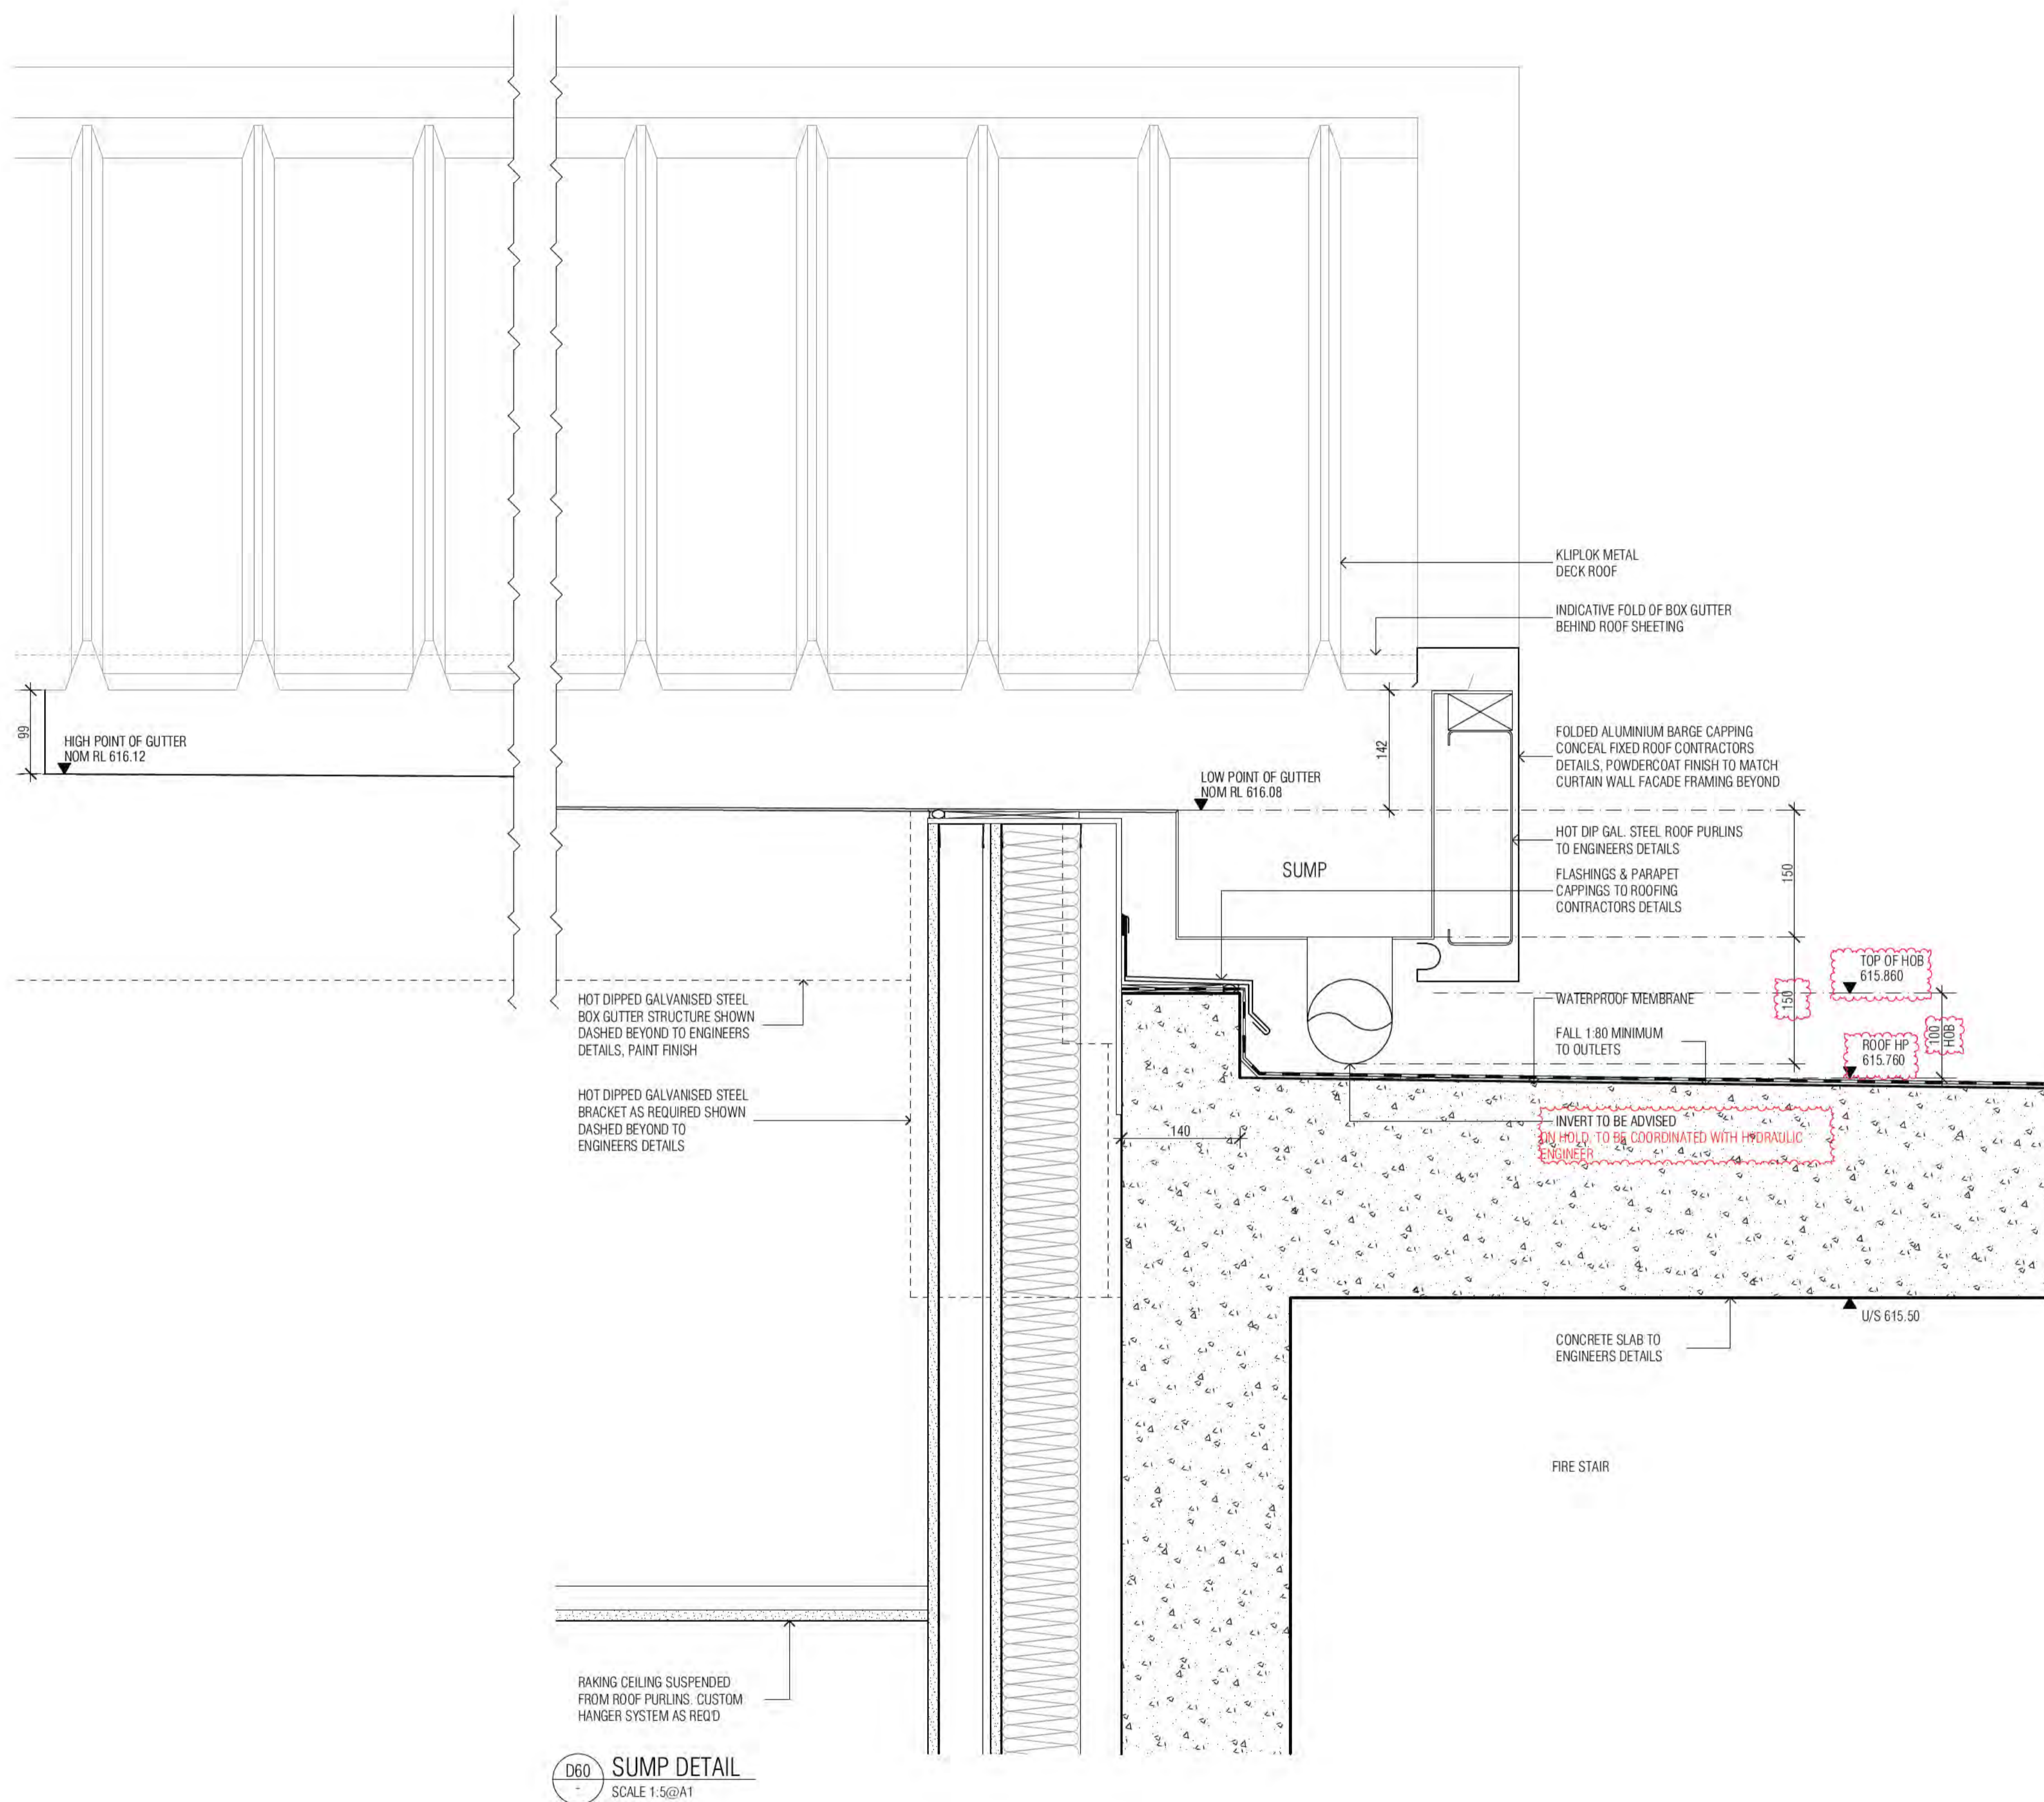 KLIPLOK METAL
DECK ROOF
INDICATIVE FOLD OF BOX GUTTER
BEHIND ROOF SHEETING
99
HIGH POINT OF GUTTER
NOM RL 616.12
142
LOW POINT OF GUTTER
NOM RL 616.08
FOLDED ALUMINIUM BARGE CAPPING
CONCEAL FIXED ROOF CONTRACTORS
DETAILS, POWDERCOAT FINISH TO MATCH
CURTAIN WALL FACADE FRAMING BEYOND
HOT DIP GAL. STEEL ROOF PURLINS
TO ENGINEERS DETAILS
SUMP
150
FLASHINGS & PARAPET
CAPPINGS TO ROOFING
CONTRACTORS DETAILS
TOP OF HOB
615.860
HOT DIPPED GALVANISED STEEL
BOX GUTTER STRUCTURE SHOWN
DASHED BEYOND TO ENGINEERS
DETAILS, PAINT FINISH
WATERPROOF MEMBRANE
150
FALL 1:80 MINIMUM
TO OUTLETS
100
HOB
ROOF HP
615.760
HOT DIPPED GALVANISED STEEL
BRACKET AS REQUIRED SHOWN
DASHED BEYOND TO
ENGINEERS DETAILS
140
INVERT TO BE ADVISED
ON HOLD, TO BE COORDINATED WITH HYDRAULIC
ENGINEER
U/S 615.50
CONCRETE SLAB TO
ENGINEERS DETAILS
FIRE STAIR
RAKING CEILING SUSPENDED
FROM ROOF PURLINS. CUSTOM
HANGER SYSTEM AS REQ'D
D60
-
SUMP DETAIL
SCALE 1:5@A1